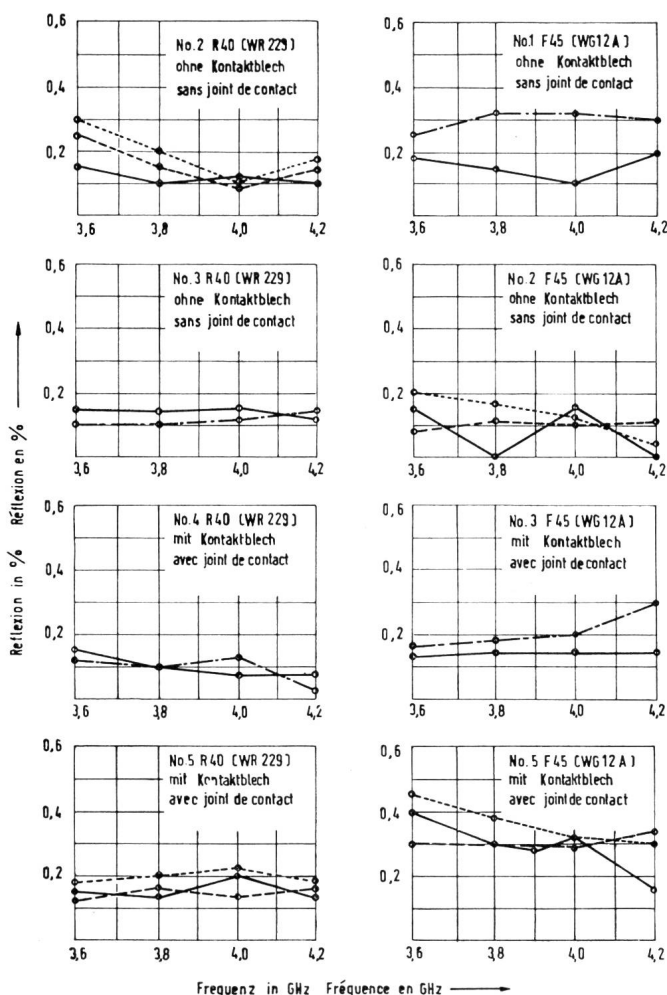 No.2 R40 (WR 229)
ohne Kontaktblech
sans joint de contact
0,6
0,4
0,2
3,6
3,8
4,0
4,2
No.1 F45 (WG12A)
ohne Kontaktblech
sans joint de contact
0,6
0,4
0,2
3,6
3,8
4,0
4,2
No.3 R40 (WR 229)
ohne Kontaktblech
sans joint de contact
0,6
0,4
0,2
3,6
3,8
4,0
4,2
No.2 F45 (WG12A)
ohne Kontaktblech
sans joint de contact
0,6
0,4
0,2
3,6
3,8
4,0
4,2
No.4 R40 (WR 229)
mit Kontaktblech
avec joint de contact
0,6
0,4
0,2
3,6
3,8
4,0
4,2
No.3 F45 (WG12A)
mit Kontaktblech
avec joint de contact
0,6
0,4
0,2
3,6
3,8
4,0
4,2
No.5 R40 (WR 229)
mit Kontaktblech
avec joint de contact
0,6
0,4
0,2
3,6
3,8
4,0
4,2
No.5 F45 (WG12A)
mit Kontaktblech
avec joint de contact
0,6
0,4
0,2
3,6
3,8
4,0
4,2
Reflexion in % Réflexion en %
Frequenz in GHz Fréquence en GHz